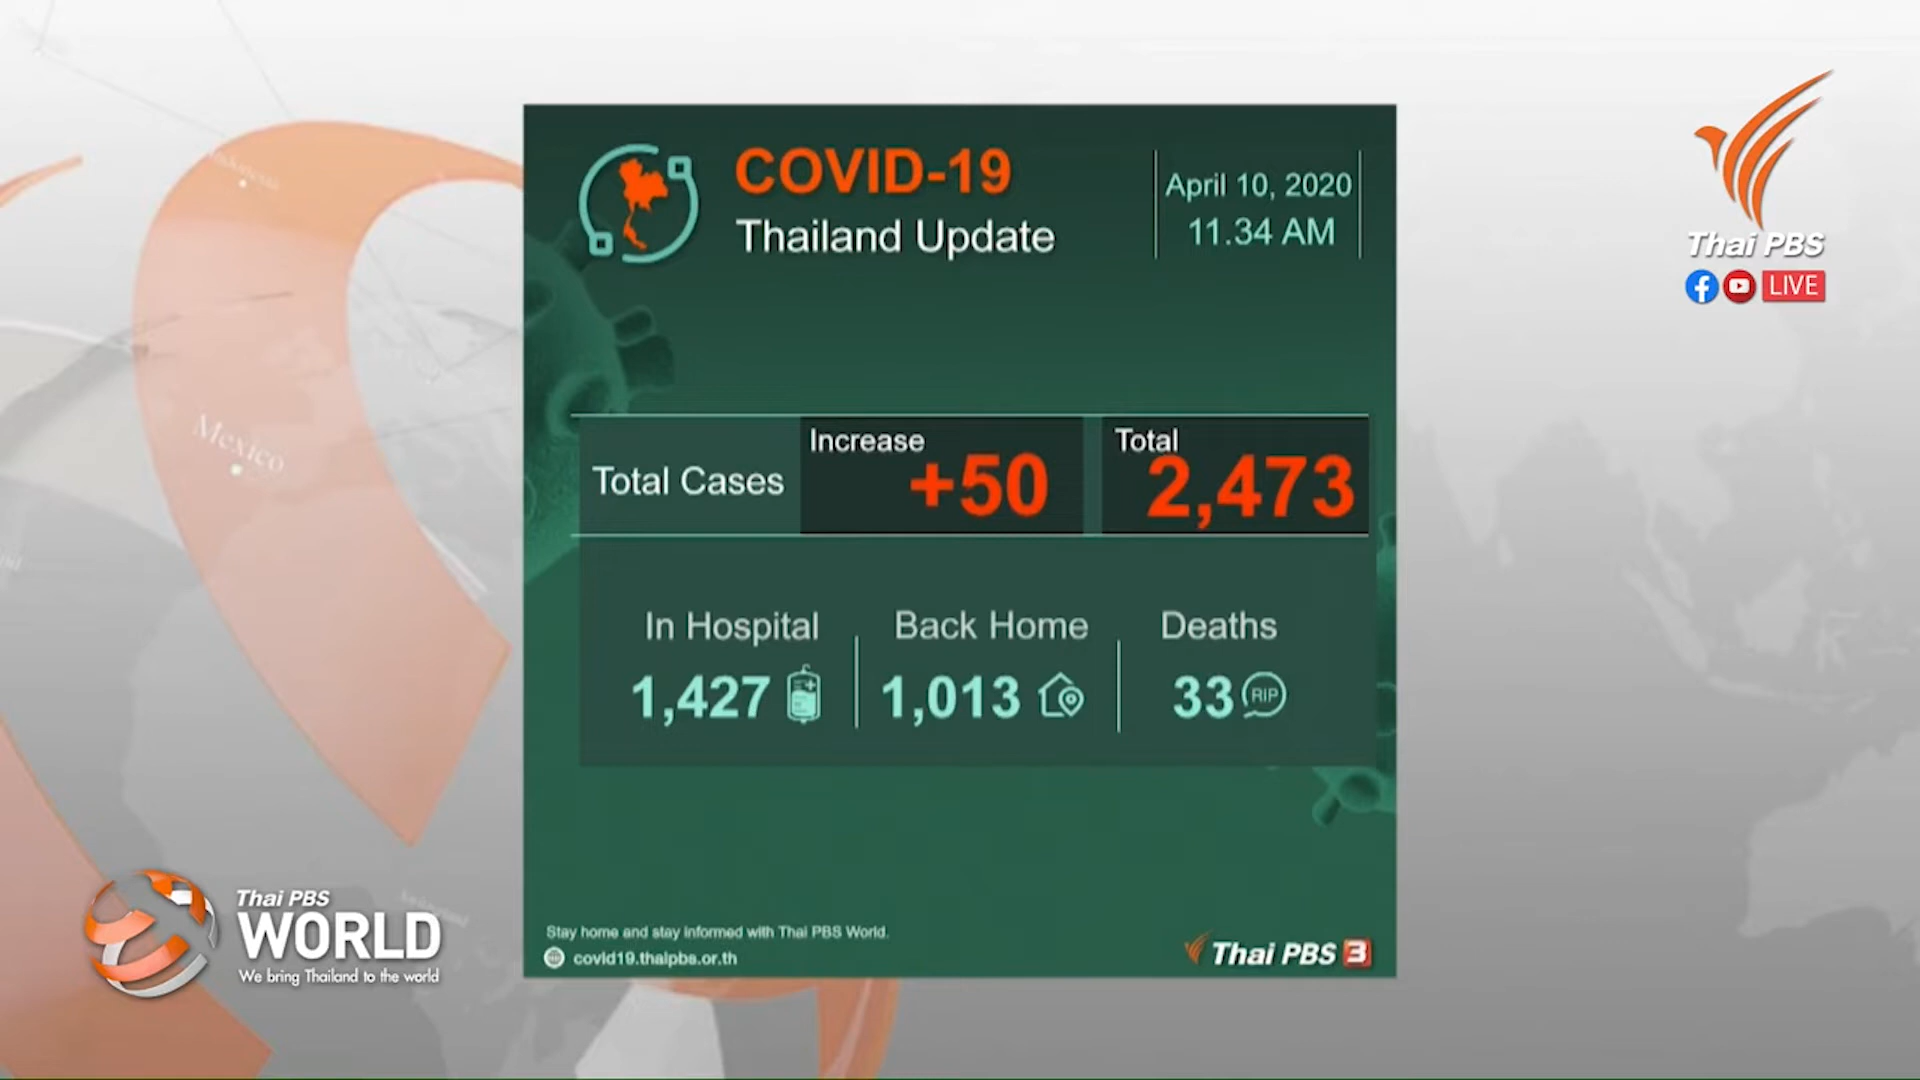 COVID-19
Thailand Update
April 10, 2020
11.34 AM
Thai PBS
LIVE
Mexico
Total Cases
Increase
+50
Total
2,473
In Hospital
1,427
Back Home
1,013
Deaths
33
RIP
Thai PBS
WORLD
We bring Thailand to the world
Stay home and stay informed with Thai PBS World.
covid19.thaipbs.or.th
Thai PBS 3